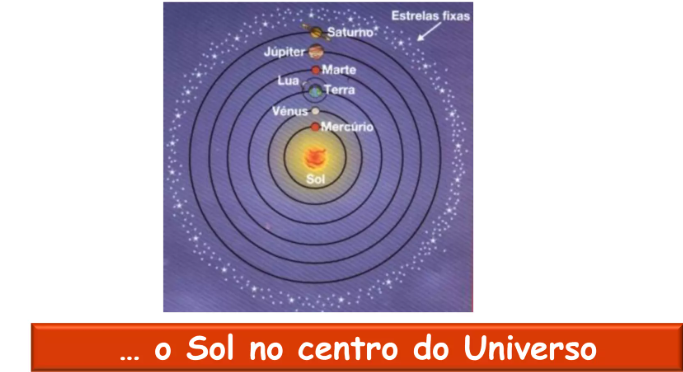 Estrelas fixas
Saturno
Júpiter
Marte
Lua
Terra
Vénus
Mercúrio
Sol
... o Sol no centro do Universo